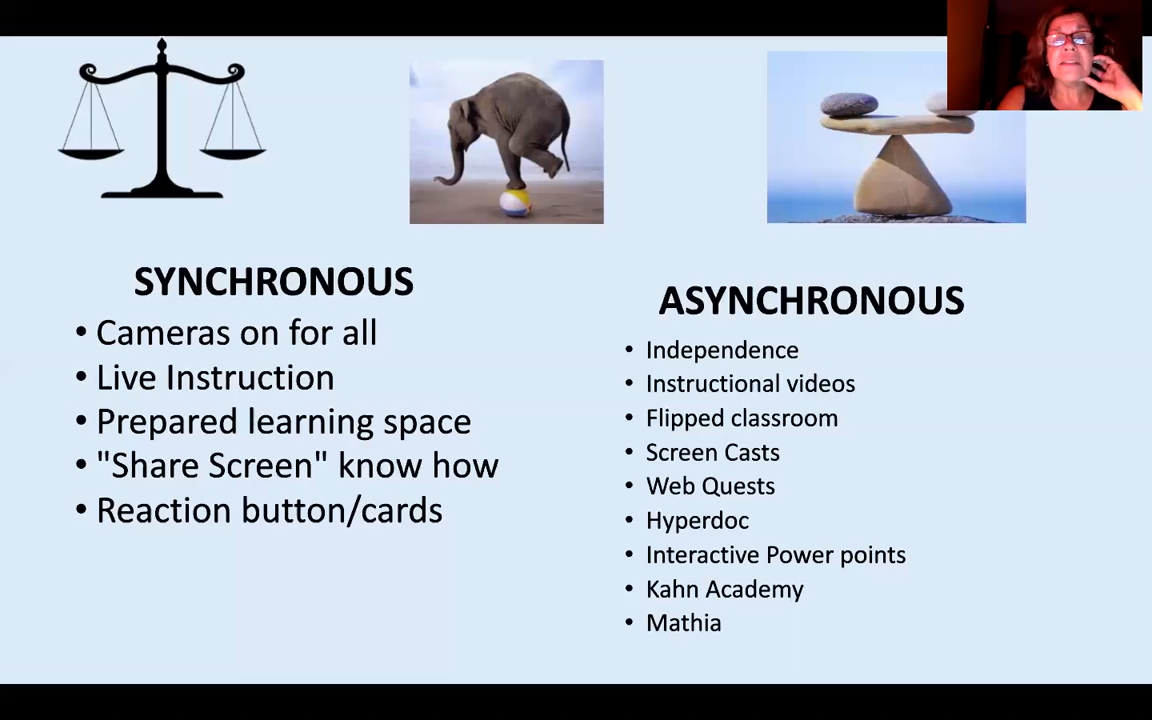 SYNCHRONOUS
• Cameras on for all
• Live Instruction
• Prepared learning space
• "Share Screen" know how
• Reaction button/cards
ASYNCHRONOUS
• Independence
• Instructional videos
• Flipped classroom
• Screen Casts
• Web Quests
• Hyperdoc
• Interactive Power points
• Kahn Academy
• Mathia